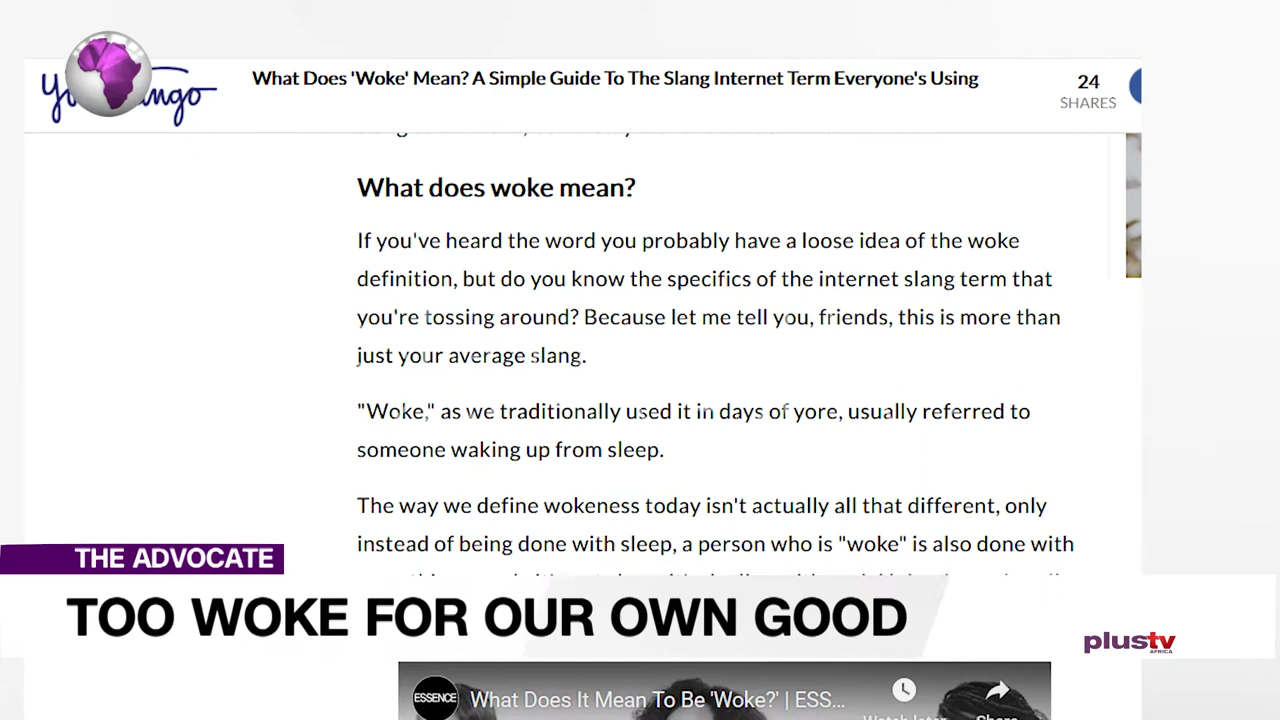 What Does 'Woke' Mean? A Simple Guide To The Slang Internet Term Everyone's Using
24
SHARES
What does woke mean?
If you've heard the word you probably have a loose idea of the woke
definition, but do you know the specifics of the internet slang term that
you're tossing around? Because let me tell you, friends, this is more than
just your average slang.
"Woke," as we traditionally used it in days of yore, usually referred to
someone waking up from sleep.
The way we define wokeness today isn't actually all that different, only
instead of being done with sleep, a person who is "woke" is also done with
THE ADVOCATE
TOO WOKE FOR OUR OWN GOOD
plustv
AFRICA
ESSENCE
What Does It Mean To Be 'Woke?' | ESS...
Watch later
Share